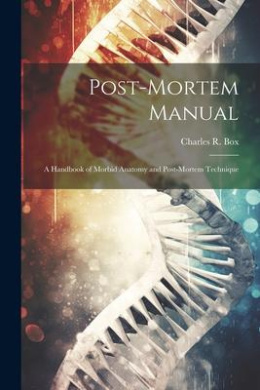 Post-Mortem
Manual
Charles R. Box
A Handbook of Morbid Anatomy and Post-Mortem Technique